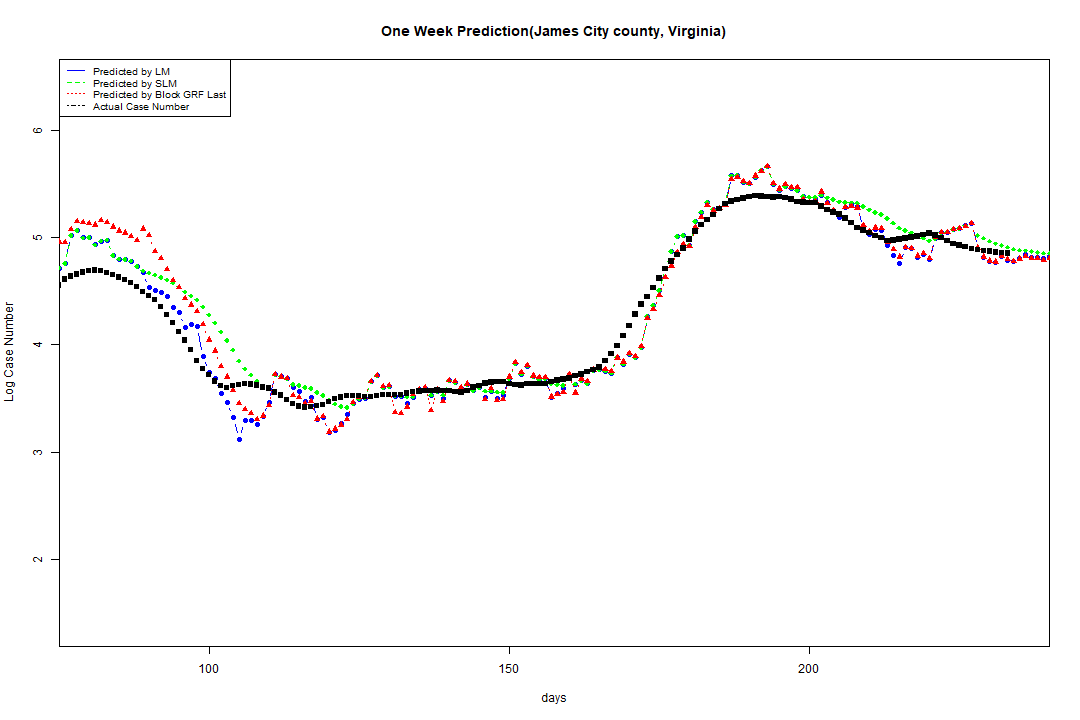 One Week Prediction(James City county, Virginia)
Predicted by LM
Predicted by SLM
Predicted by Block GRF Last
Actual Case Number
6
5
4
3
2
Log Case Number
100
150
200
days